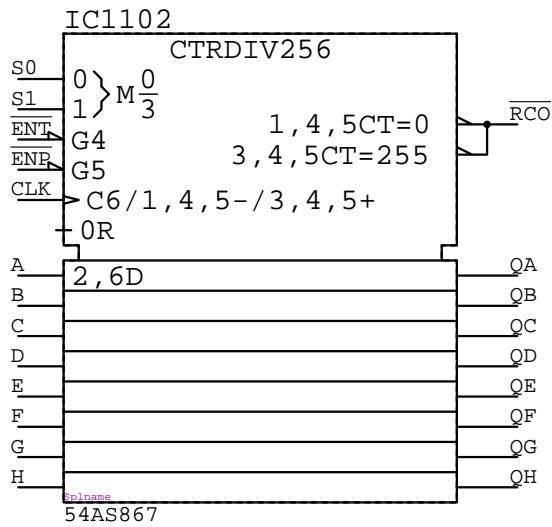 IC1102
CTRDIV256
S0 0 } M 0/3
S1 1
ENT G4
ENP G5
1,4,5CT=0 RCO
3,4,5CT=255
CLK C6/1,4,5-/3,4,5+
0R
A 2,6D QA
B QB
C QC
D QD
E QE
F QF
G QG
H QH
$plname
54AS867